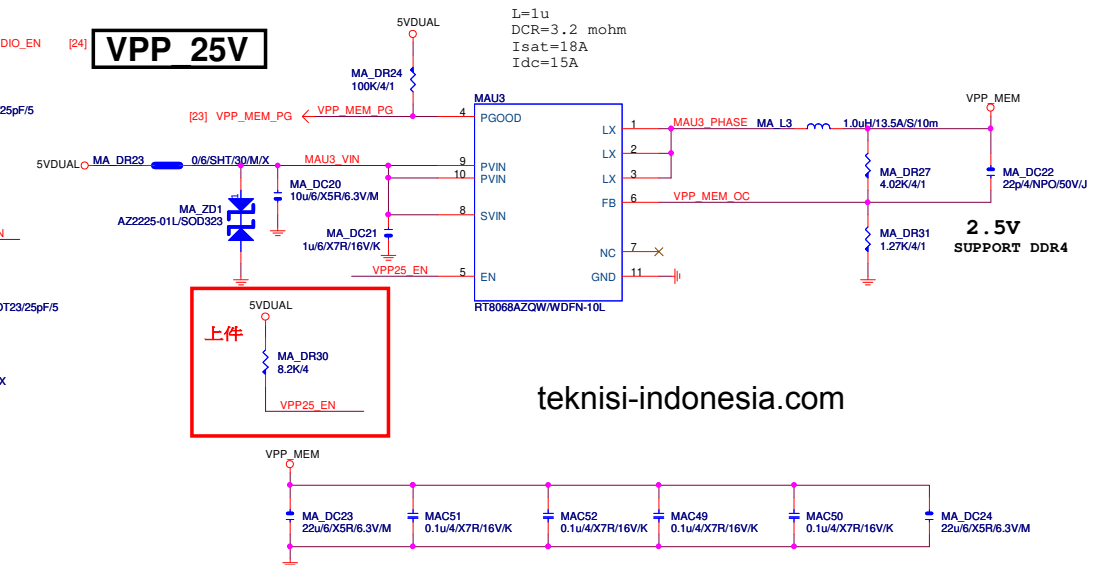 DIO_EN [24]
VPP_25V
25pF/5
5VDUAL
L=1u
DCR=3.2 mohm
Isat=18A
Idc=15A
MA_DR24
100K/4/1
MAU3
[23] VPP_MEM_PG
VPP_MEM_PG
4
PGOOD
LX
1
MAU3_PHASE
MA_L3
1.0uH/13.5A/S/10m
VPP_MEM
5VDUAL
MA_DR23
0/6/SHT/30/M/X
MAU3_VIN
9
PVIN
10
PVIN
LX
2
LX
3
MA_DR27
4.02K/4/1
MA_DC22
22p/4/NPO/50V/J
MA_DC20
10u/6/X5R/6.3V/M
1
MA_ZD1
AZ2225-01L/SOD323
8
SVIN
FB
6
VPP_MEM_OC
MA_DC21
1u/6/X7R/16V/K
MA_DR31
1.27K/4/1
2.5V
SUPPORT DDR4
N
NC
7
VPP25_EN
5
EN
GND
11
RT8068AZQW/WDFN-10L
OT23/25pF/5
5VDUAL
上件
MA_DR30
8.2K/4
VPP25_EN
X
teknisi-indonesia.com
VPP_MEM
MA_DC23
22u/6/X5R/6.3V/M
MAC51
0.1u/4/X7R/16V/K
MAC52
0.1u/4/X7R/16V/K
MAC49
0.1u/4/X7R/16V/K
MAC50
0.1u/4/X7R/16V/K
MA_DC24
22u/6/X5R/6.3V/M